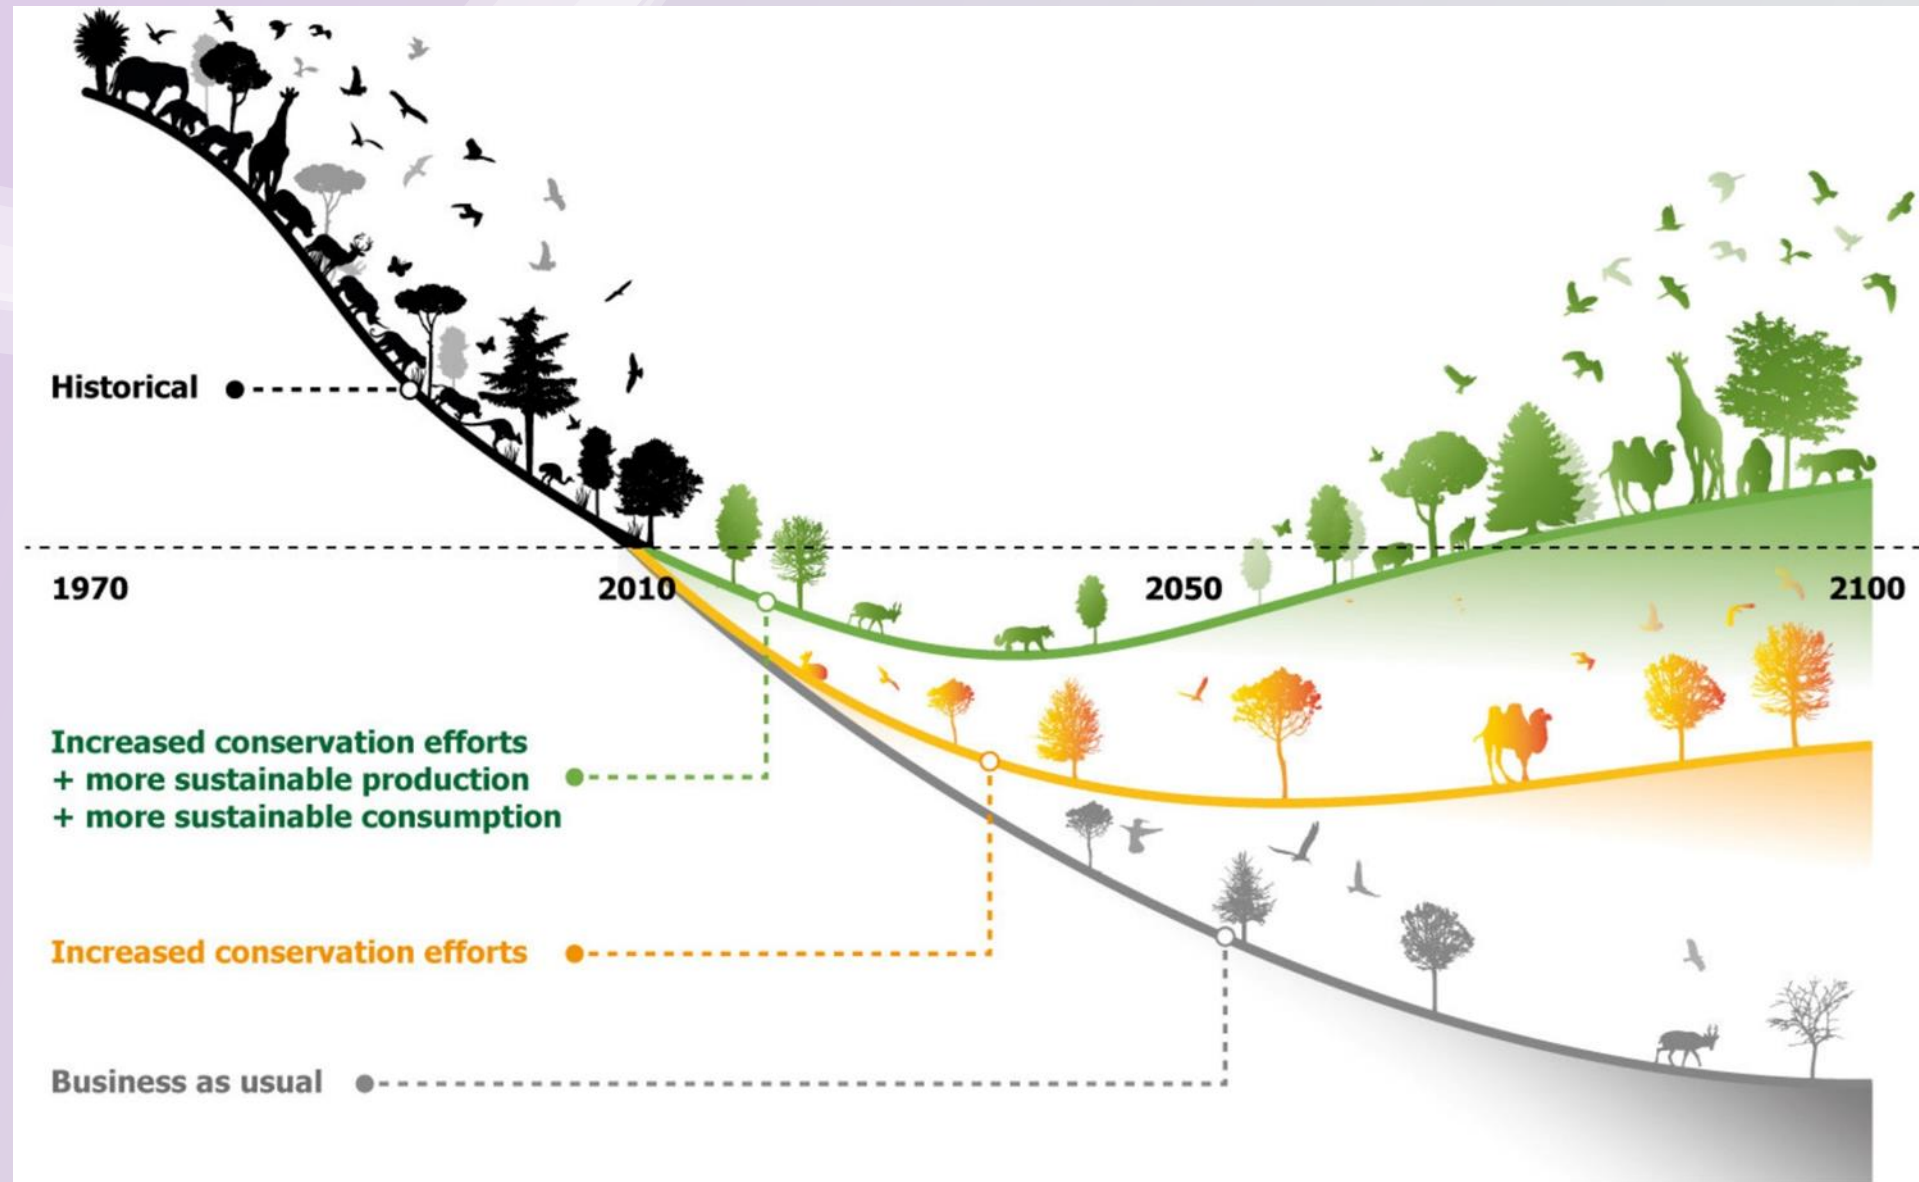 Historical
1970 2010 2050 2100
Increased conservation efforts
+ more sustainable production
+ more sustainable consumption
Increased conservation efforts
Business as usual